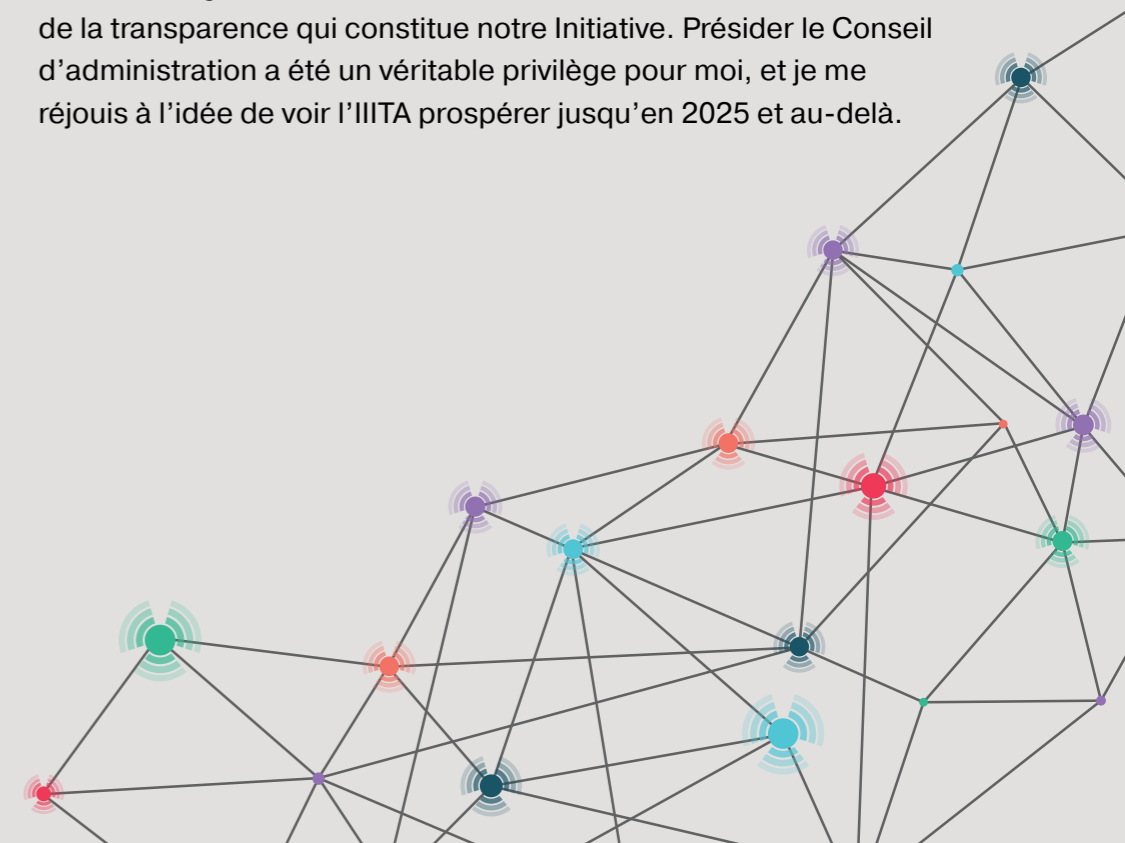 de la transparence qui constitue notre Initiative. Présider le Conseil
d’administration a été un véritable privilège pour moi, et je me
réjouis à l’idée de voir l’IIITA prospérer jusqu’en 2025 et au-delà.